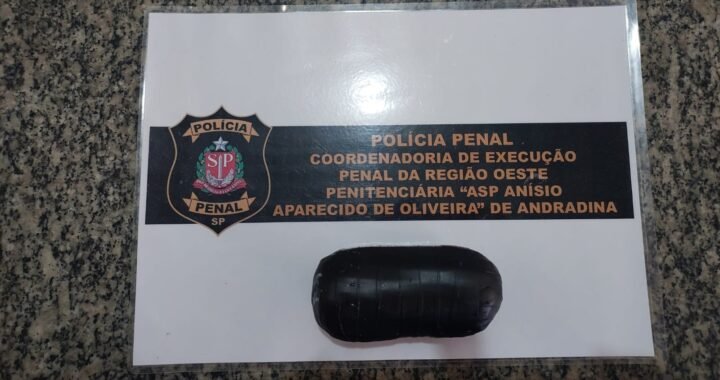 POLÍCIA
SP
PENAL
SP
POLÍCIA PENAL
COORDENADORIA DE EXECUÇÃO
PENAL DA REGIÃO OESTE
PENITENCIÁRIA “ASP ANÍSIO
APARECIDO DE OLIVEIRA” DE ANDRADINA